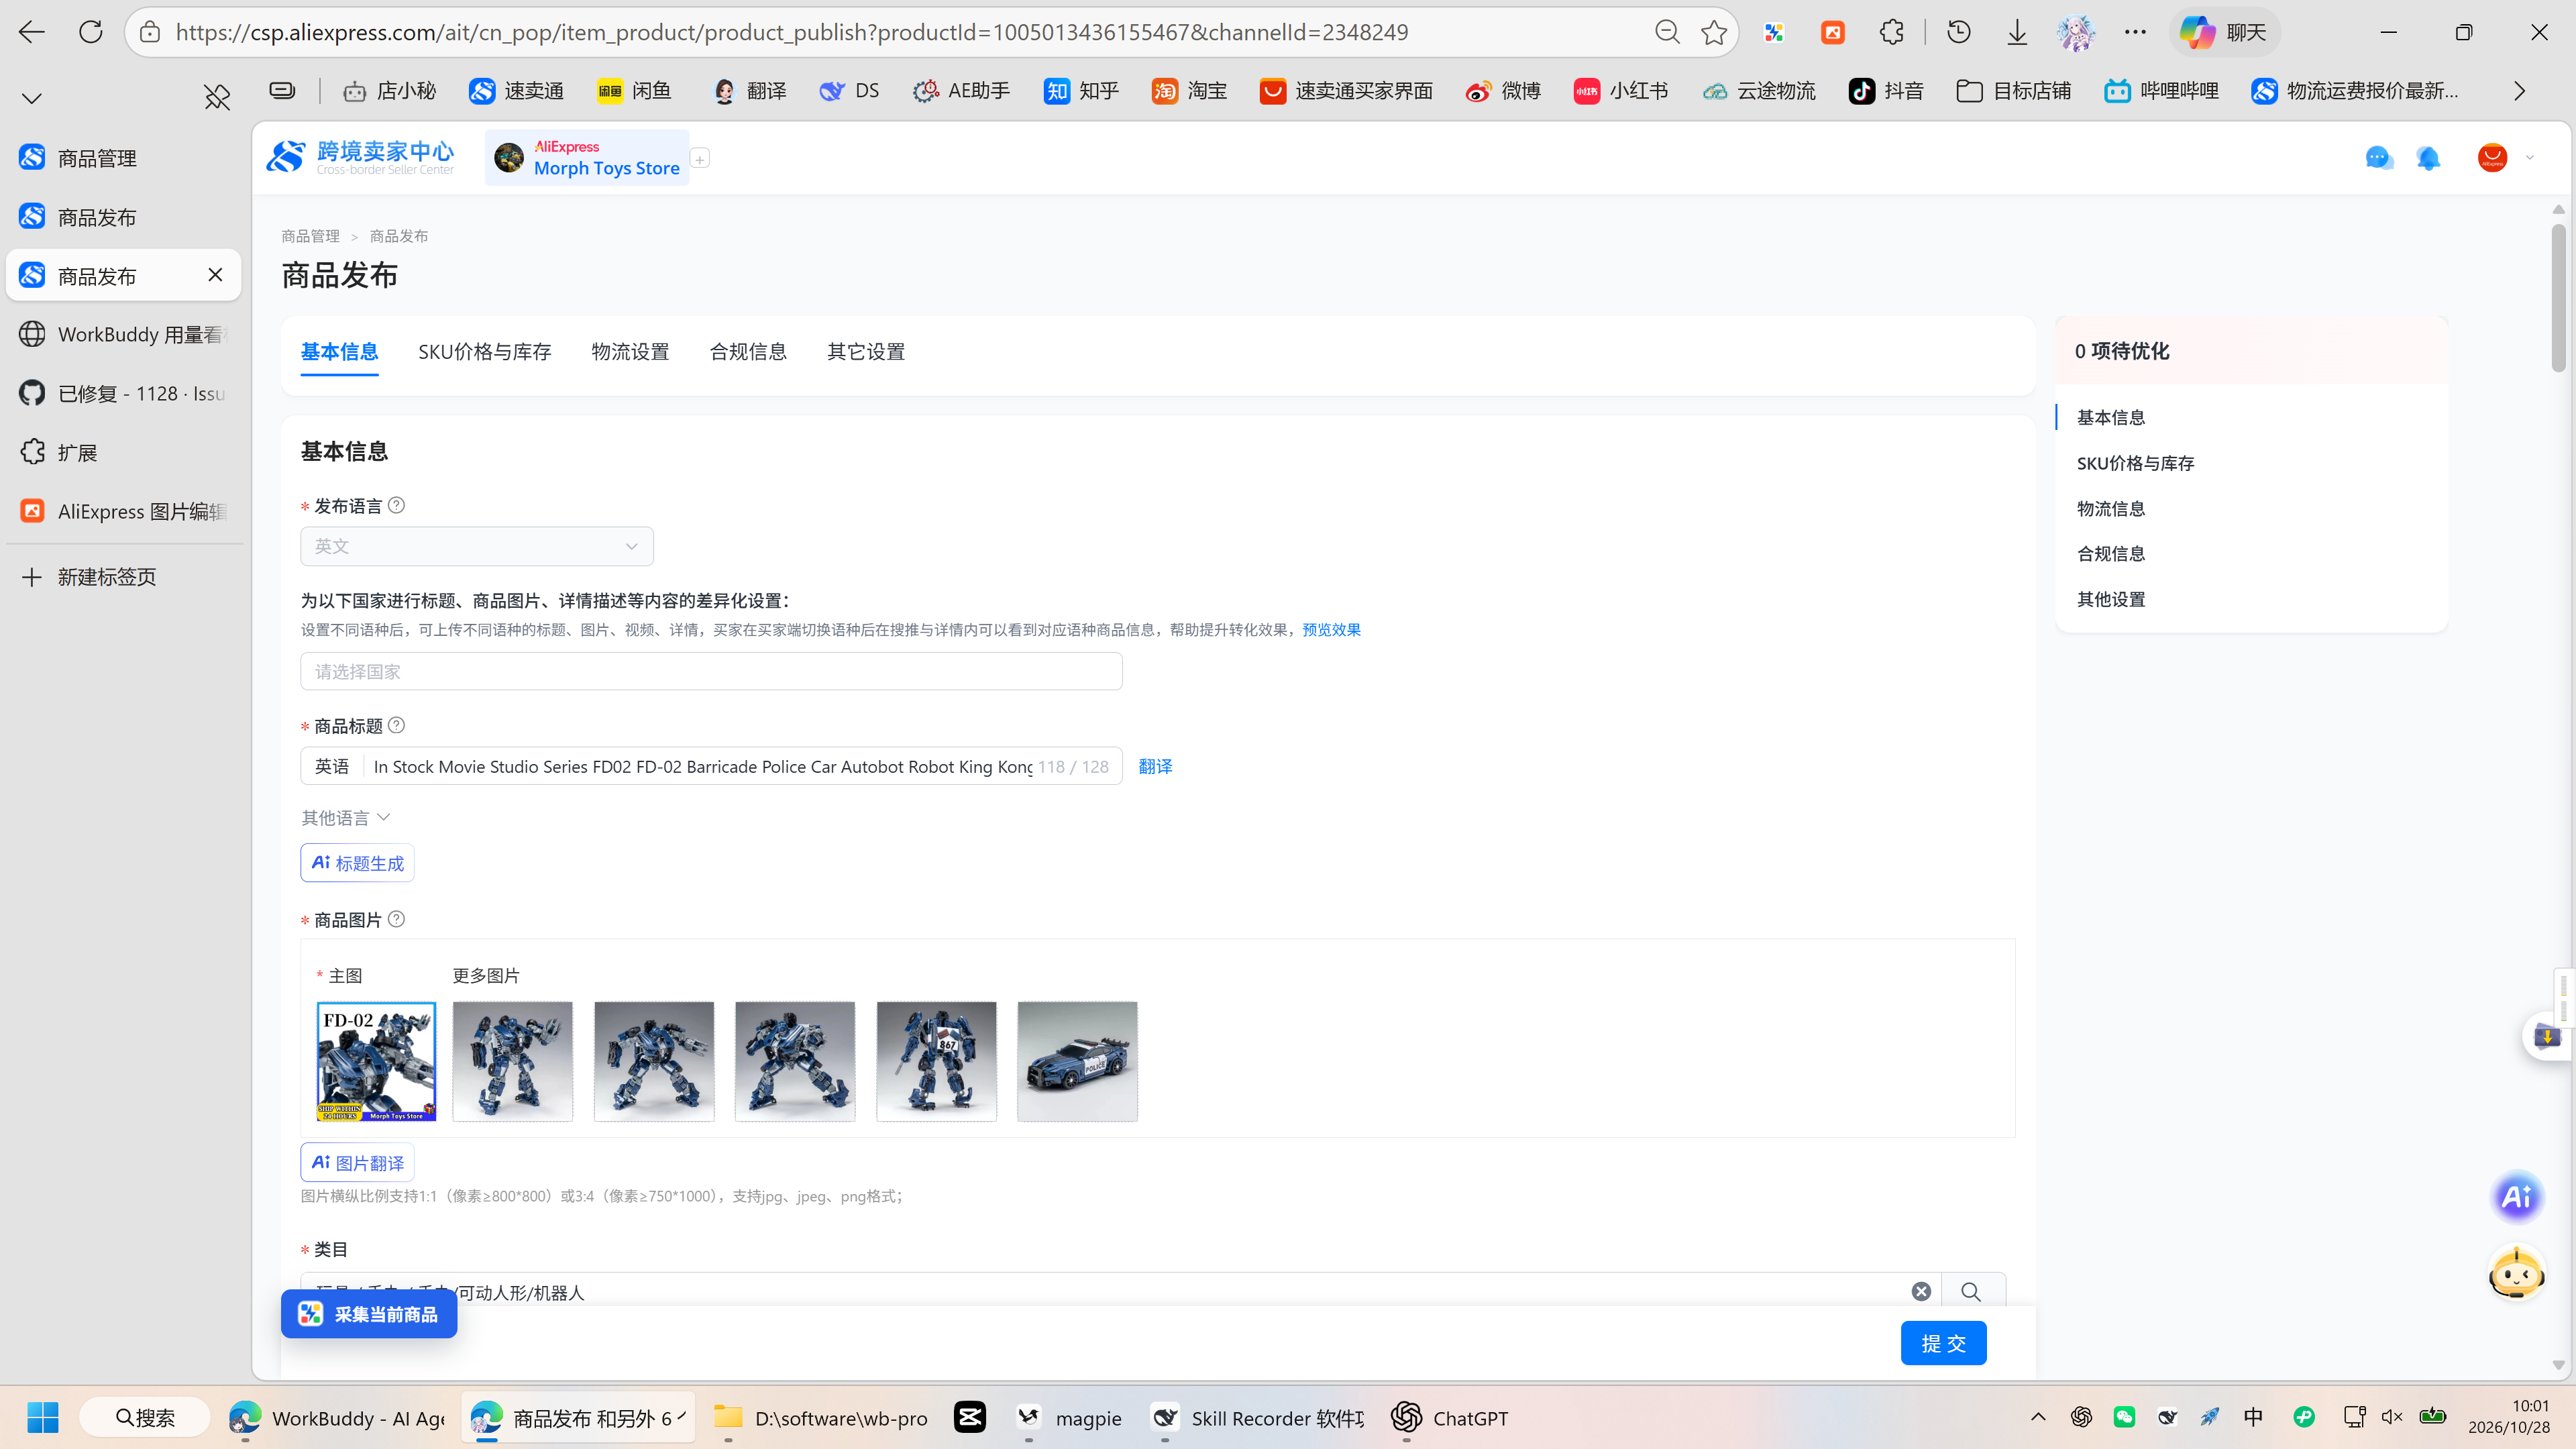 https://csp.aliexpress.com/ait/cn_pop/item_product/product_publish?productId=1005013436155467&channelId=2348249
聊天
店小秘
速卖通
闲鱼
翻译
DS
AE助手
知乎
淘宝
速卖通买家界面
微博
小红书
云途物流
抖音
目标店铺
哔哩哔哩
物流运费报价最新...
商品管理
商品发布
商品发布
WorkBuddy 用量看
已修复 - 1128 · Issu
扩展
AliExpress 图片编辑
新建标签页
跨境卖家中心
Cross-border Seller Center
AliExpress
Morph Toys Store
商品管理 > 商品发布
商品发布
基本信息
SKU价格与库存
物流设置
合规信息
其它设置
0 项待优化
基本信息
SKU价格与库存
物流信息
合规信息
其他设置
基本信息
* 发布语言
英文
为以下国家进行标题、商品图片、详情描述等内容的差异化设置：
设置不同语种后，可上传不同语种的标题、图片、视频、详情，买家在买家端切换语种后在搜推与详情内可以看到对应语种商品信息，帮助提升转化效果，预览效果
请选择国家
* 商品标题
英语 In Stock Movie Studio Series FD02 FD-02 Barricade Police Car Autobot Robot King Kong 118 / 128 翻译
其他语言
Ai 标题生成
* 商品图片
* 主图
更多图片
FD-02
SHIP WITHIN
24 HOURS
Morph Toys Store
867
POLICE
Ai 图片翻译
图片横纵比例支持1:1（像素≥800*800）或3:4（像素≥750*1000），支持jpg、jpeg、png格式；
* 类目
/可动人形/机器人
采集当前商品
提 交
Ai
搜索
WorkBuddy - AI Age
商品发布 和另外 6 个
D:\software\wb-pro
magpie
Skill Recorder 软件项
ChatGPT
中
10:01
2026/10/28